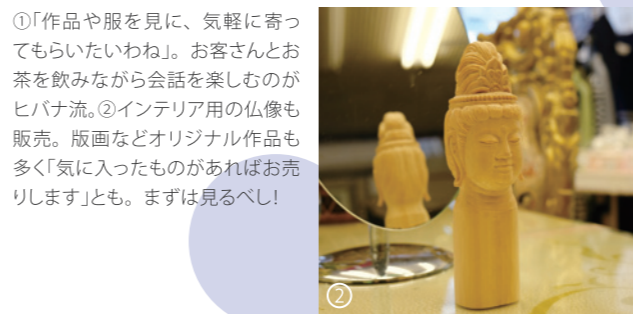 ①「作品や服を見に、気軽に寄っ
てもらいたいわね」。お客さんとお
茶を飲みながら会話を楽しむのが
ヒバナ流。②インテリア用の仏像も
販売。版画などオリジナル作品も
多く「気に入ったものがあればお売
りします」とも。まずは見るべし!
②